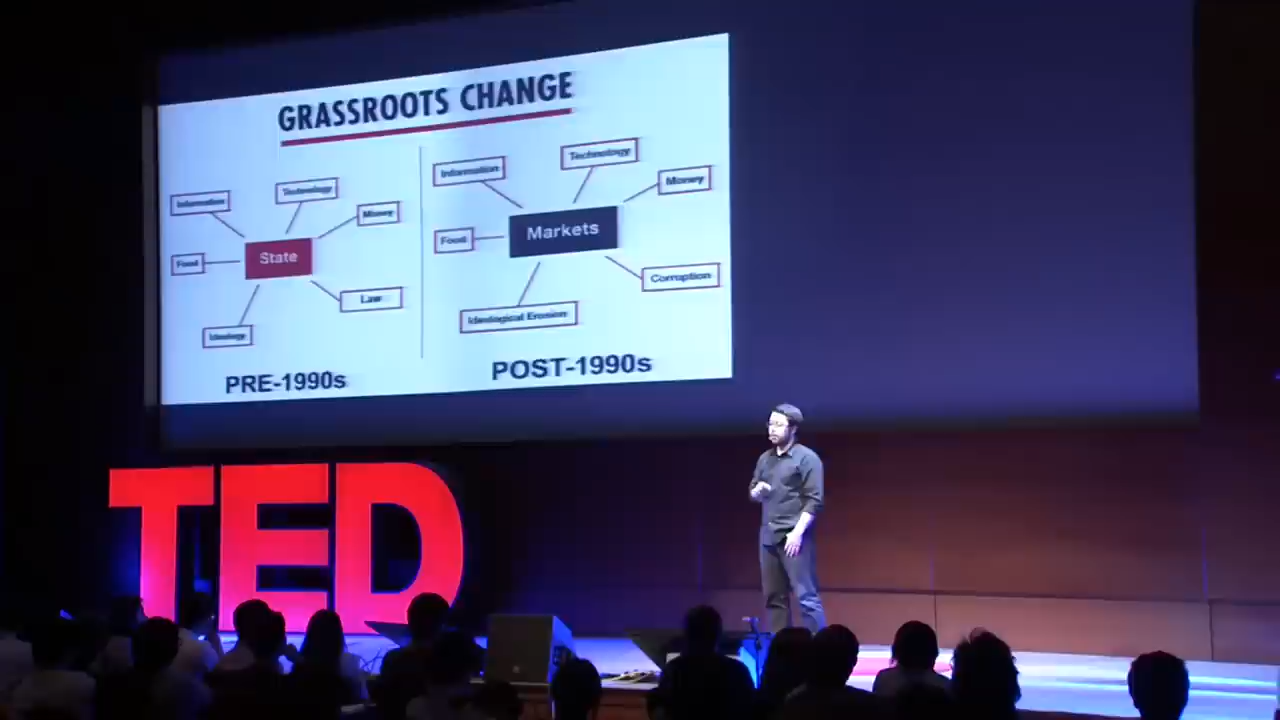 GRASSROOTS CHANGE
Information
Technology
Money
Food
State
Law
Ideology
PRE-1990s
Information
Technology
Money
Food
Markets
Corruption
Ideological Erosion
POST-1990s
TED